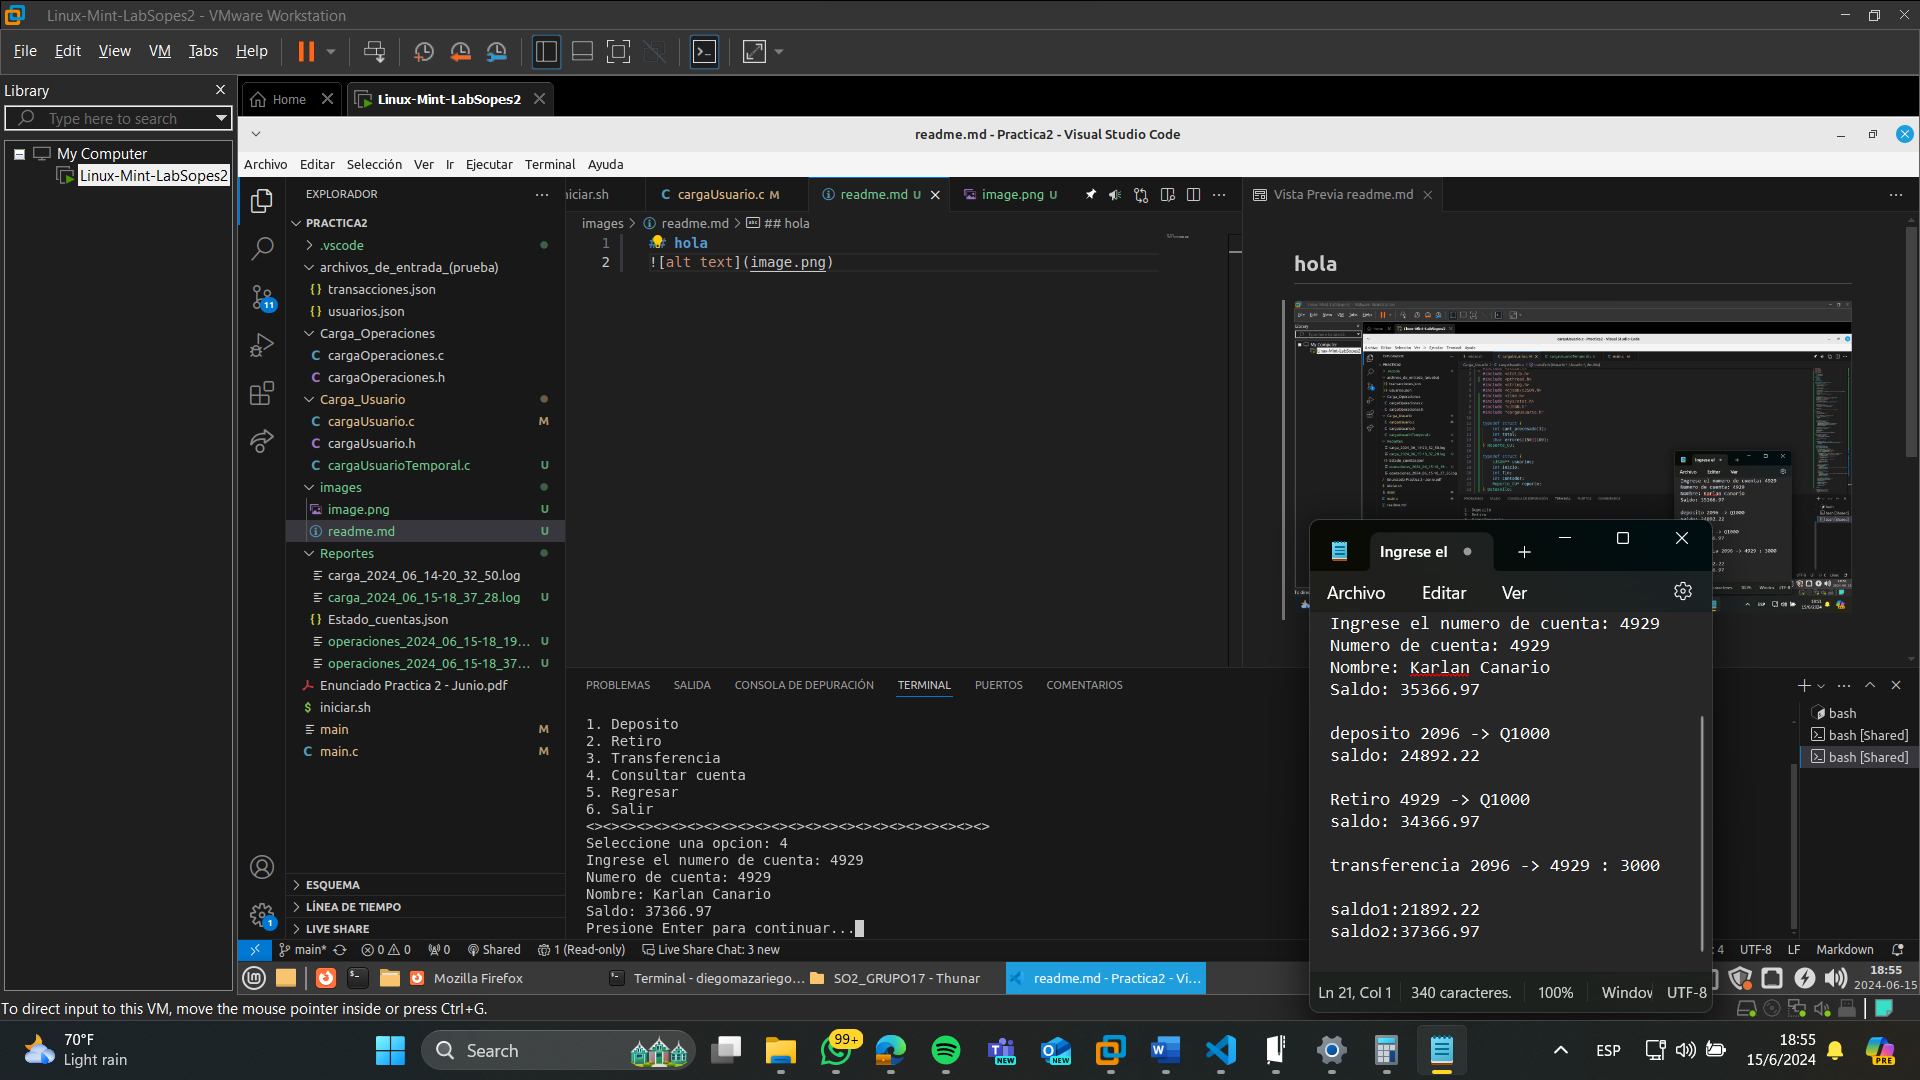 Linux-Mint-LabSopes2 - VMware Workstation
File Edit View VM Tabs Help
Library
Type here to search
My Computer
Linux-Mint-LabSopes2
Home
Linux-Mint-LabSopes2
readme.md - Practica2 - Visual Studio Code
Archivo Editar Selección Ver Ir Ejecutar Terminal Ayuda
EXPLORADOR
PRACTICA2
.vscode
archivos_de_entrada_(prueba)
{} transacciones.json
{} usuarios.json
Carga_Operaciones
C cargaOperaciones.c
C cargaOperaciones.h
Carga_Usuario
C cargaUsuario.c M
C cargaUsuario.h
C cargaUsuarioTemporal.c U
images
image.png U
readme.md U
Reportes
carga_2024_06_14-20_32_50.log
carga_2024_06_15-18_37_28.log U
{} Estado_cuentas.json
operaciones_2024_06_15-18_19... U
operaciones_2024_06_15-18_37... U
Enunciado Practica 2 - Junio.pdf
$ iniciar.sh
main M
C main.c M
ESQUEMA
LÍNEA DE TIEMPO
LIVE SHARE
11
1
niciar.sh
C cargaUsuario.c M
readme.md U
image.png U
images > readme.md > ## hola
1 ## hola
2 ![alt text](image.png)
Vista Previa readme.md
hola
PROBLEMAS SALIDA CONSOLA DE DEPURACIÓN TERMINAL PUERTOS COMENTARIOS
1. Deposito
2. Retiro
3. Transferencia
4. Consultar cuenta
5. Regresar
6. Salir
<><><><><><><><><><><><><><><><><><><><><><><><>
Seleccione una opcion: 4
Ingrese el numero de cuenta: 4929
Numero de cuenta: 4929
Nombre: Karlan Canario
Saldo: 37366.97
Presione Enter para continuar...
bash
bash [Shared]
bash [Shared]
Ingrese el
Archivo Editar Ver
Ingrese el numero de cuenta: 4929
Numero de cuenta: 4929
Nombre: Karlan Canario
Saldo: 35366.97
deposito 2096 -> Q1000
saldo: 24892.22
Retiro 4929 -> Q1000
saldo: 34366.97
transferencia 2096 -> 4929 : 3000
saldo1:21892.22
saldo2:37366.97
Ln 21, Col 1 340 caracteres. 100% Window UTF-8
main* 0 0 0 Shared 1 (Read-only) Live Share Chat: 3 new
: 4 UTF-8 LF Markdown
Mozilla Firefox
Terminal - diegomazariego...
SO2_GRUPO17 - Thunar
readme.md - Practica2 - Vi...
18:55
2024-06-15
To direct input to this VM, move the mouse pointer inside or press Ctrl+G.
70°F
Light rain
Search
99+
NEW
NEW
ESP
18:55
15/6/2024
PRE